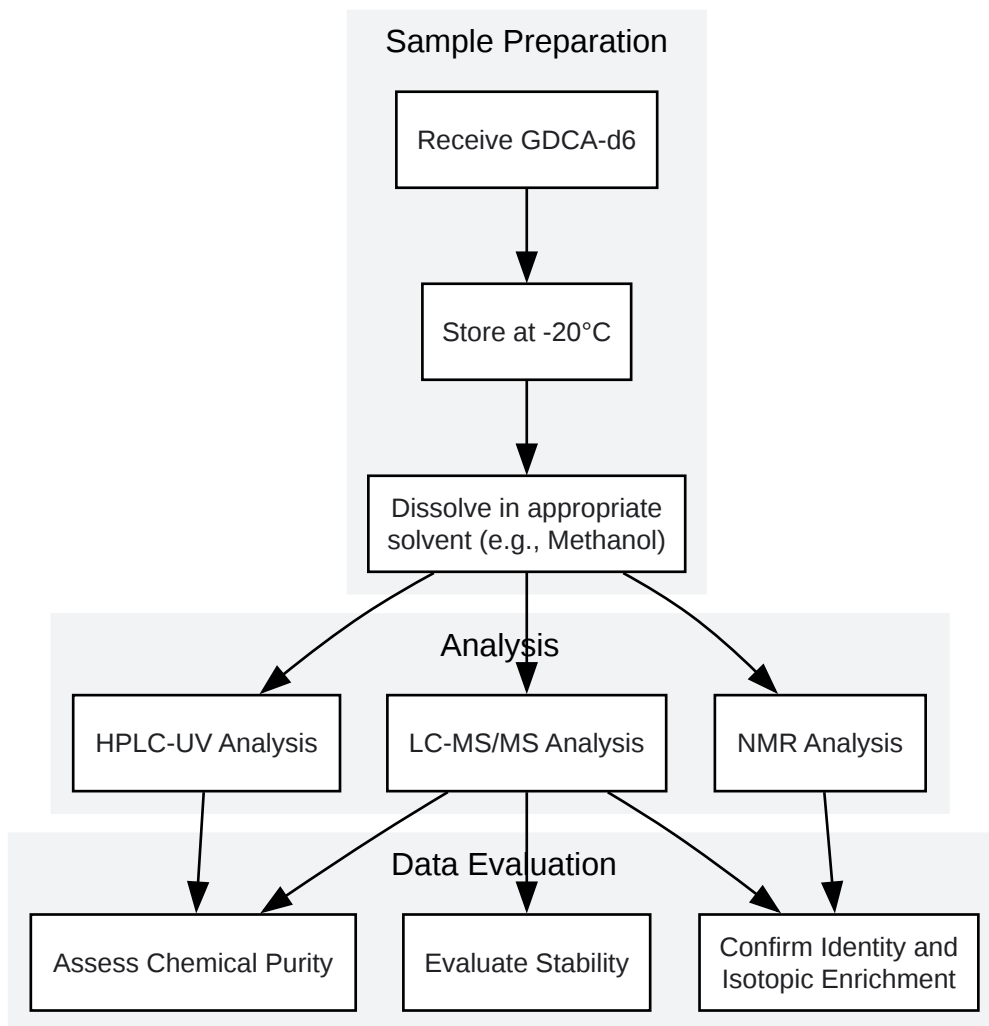 Sample Preparation
Receive GDCA-d6
Store at -20°C
Dissolve in appropriate
solvent (e.g., Methanol)
Analysis
HPLC-UV Analysis
LC-MS/MS Analysis
NMR Analysis
Data Evaluation
Assess Chemical Purity
Evaluate Stability
Confirm Identity and
Isotopic Enrichment